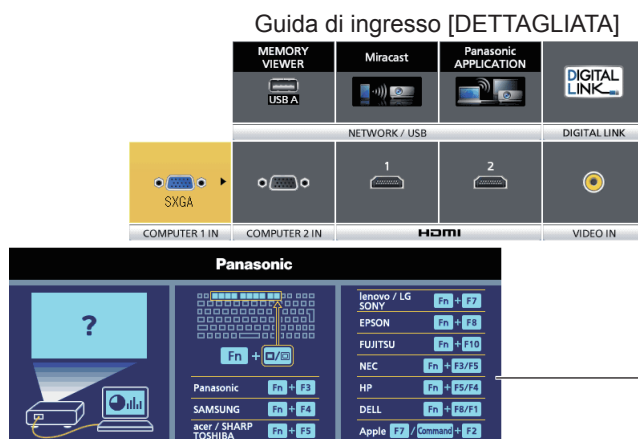 Guida di ingresso [DETTAGLIATA]
MEMORY VIEWER
Miracast
Panasonic APPLICATION
USB A
DIGITAL LINK
NETWORK / USB
DIGITAL LINK
1
2
SXGA
COMPUTER 1 IN
COMPUTER 2 IN
HDMI
VIDEO IN
Panasonic
?
Fn +
Panasonic Fn + F3
SAMSUNG Fn + F4
acer / SHARP
TOSHIBA Fn + F5
lenovo / LG
SONY Fn + F7
EPSON Fn + F8
FUJITSU Fn + F10
NEC Fn + F3/F5
HP Fn + F5/F4
DELL Fn + F8/F1
Apple F7 / Command + F2